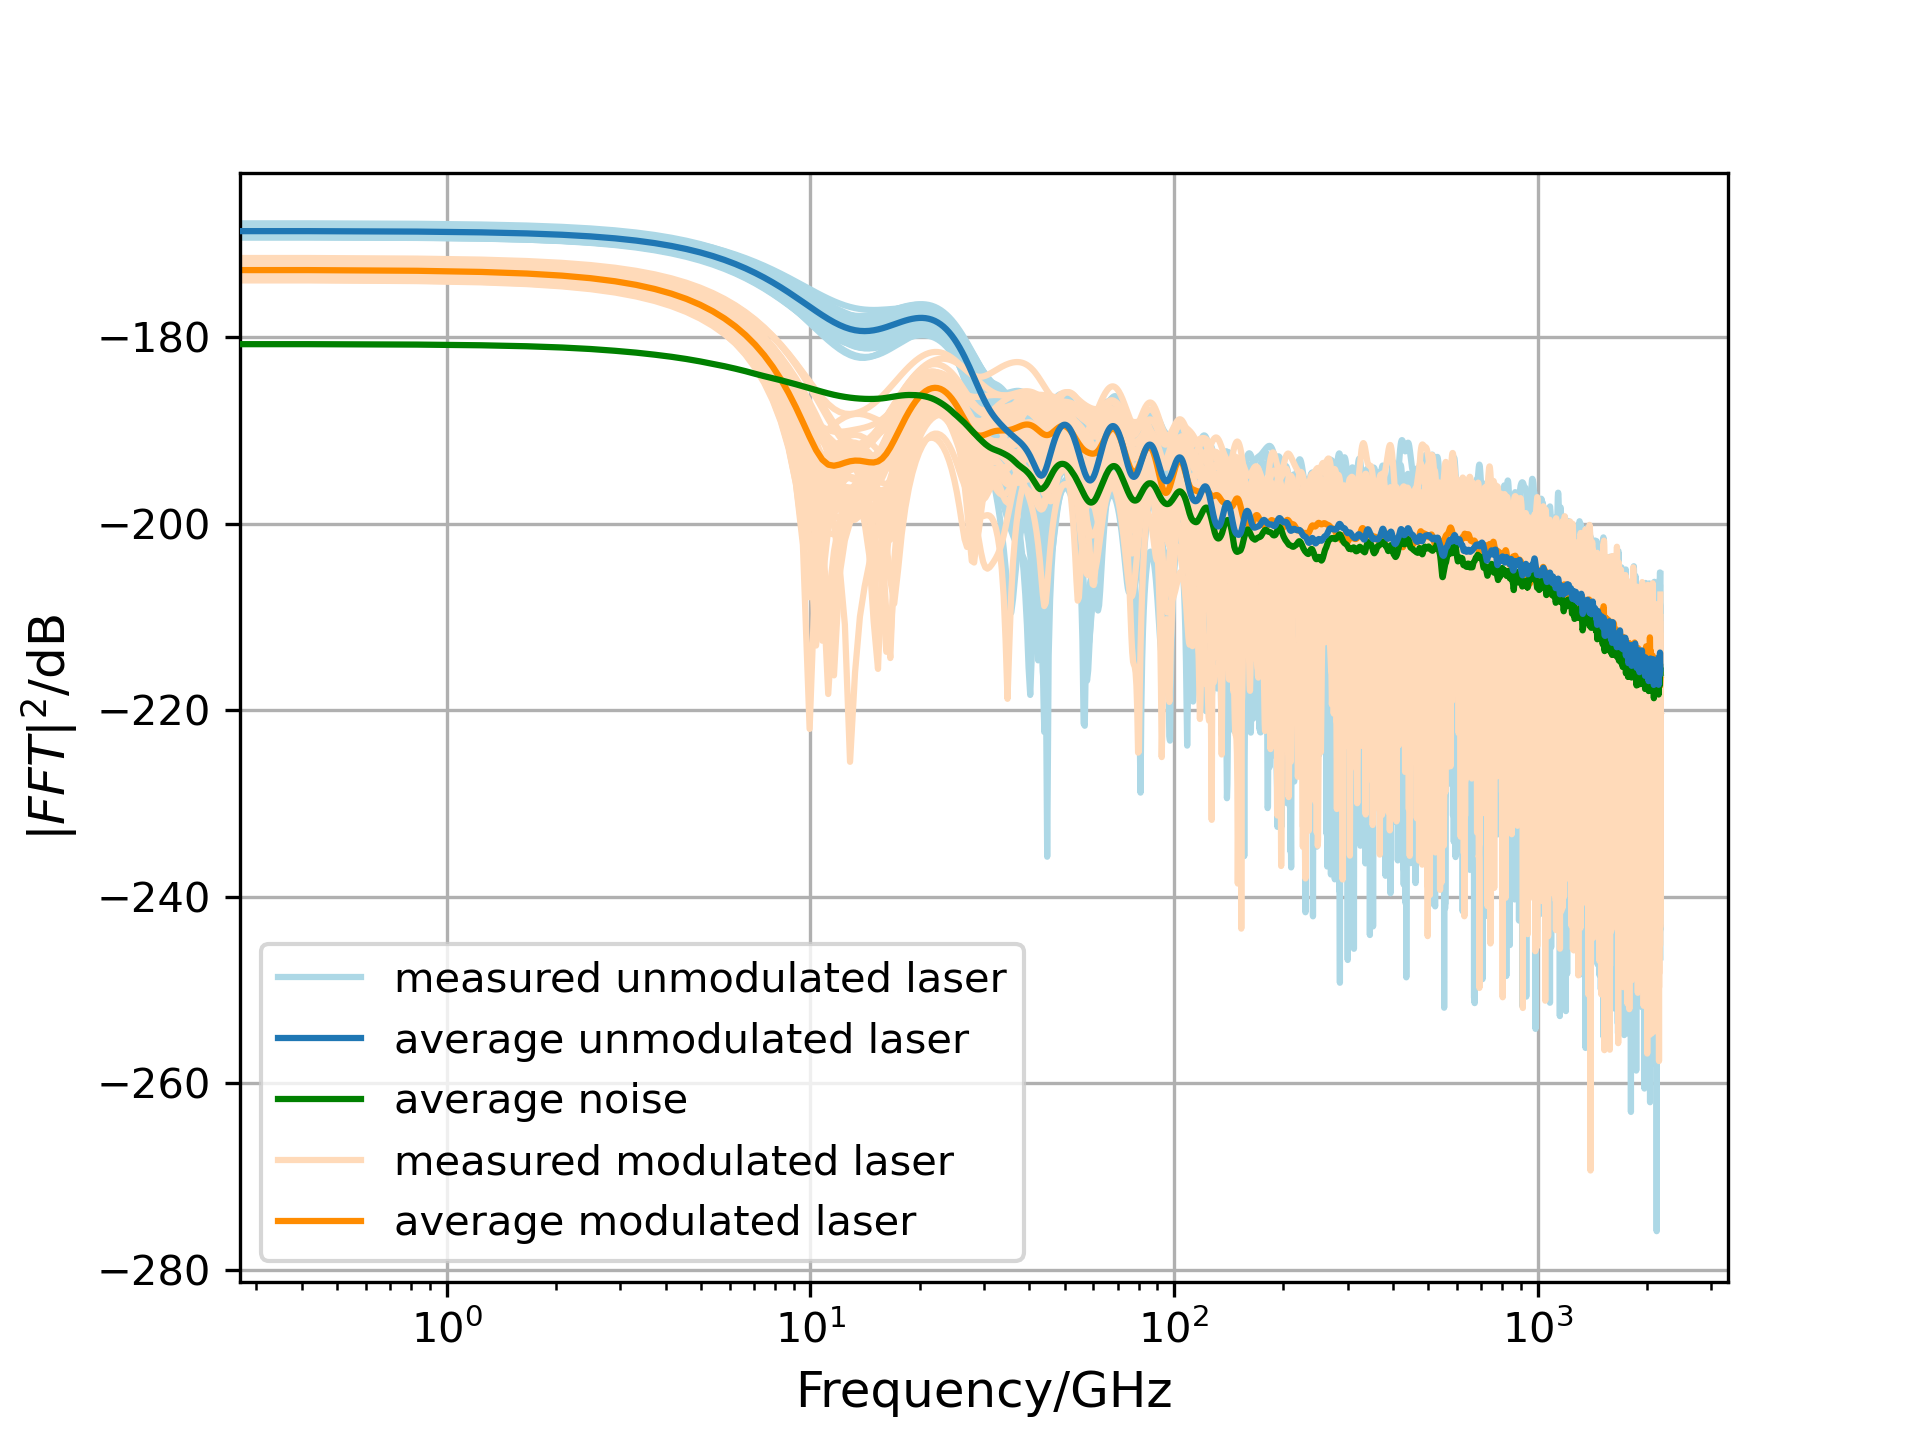 |FFT|²/dB
−180
−200
−220
−240
−260
−280
measured unmodulated laser
average unmodulated laser
average noise
measured modulated laser
average modulated laser
10⁰
10¹
10²
10³
Frequency/GHz